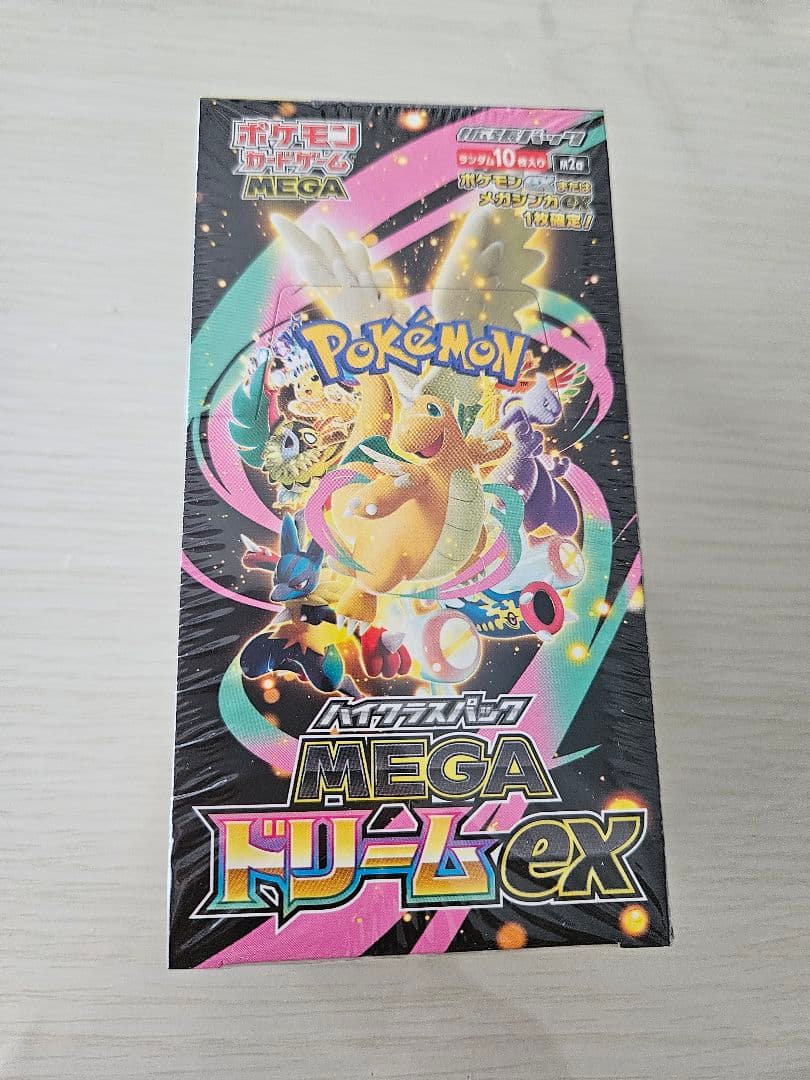 ポケモン
カードゲーム
MEGA
拡張パック
ランダム10枚入り M2a
ポケモンexまたは
メガシンカex
1枚確定!
POKÉMON
TM
ハイクラスパック
MEGA
ドリームex